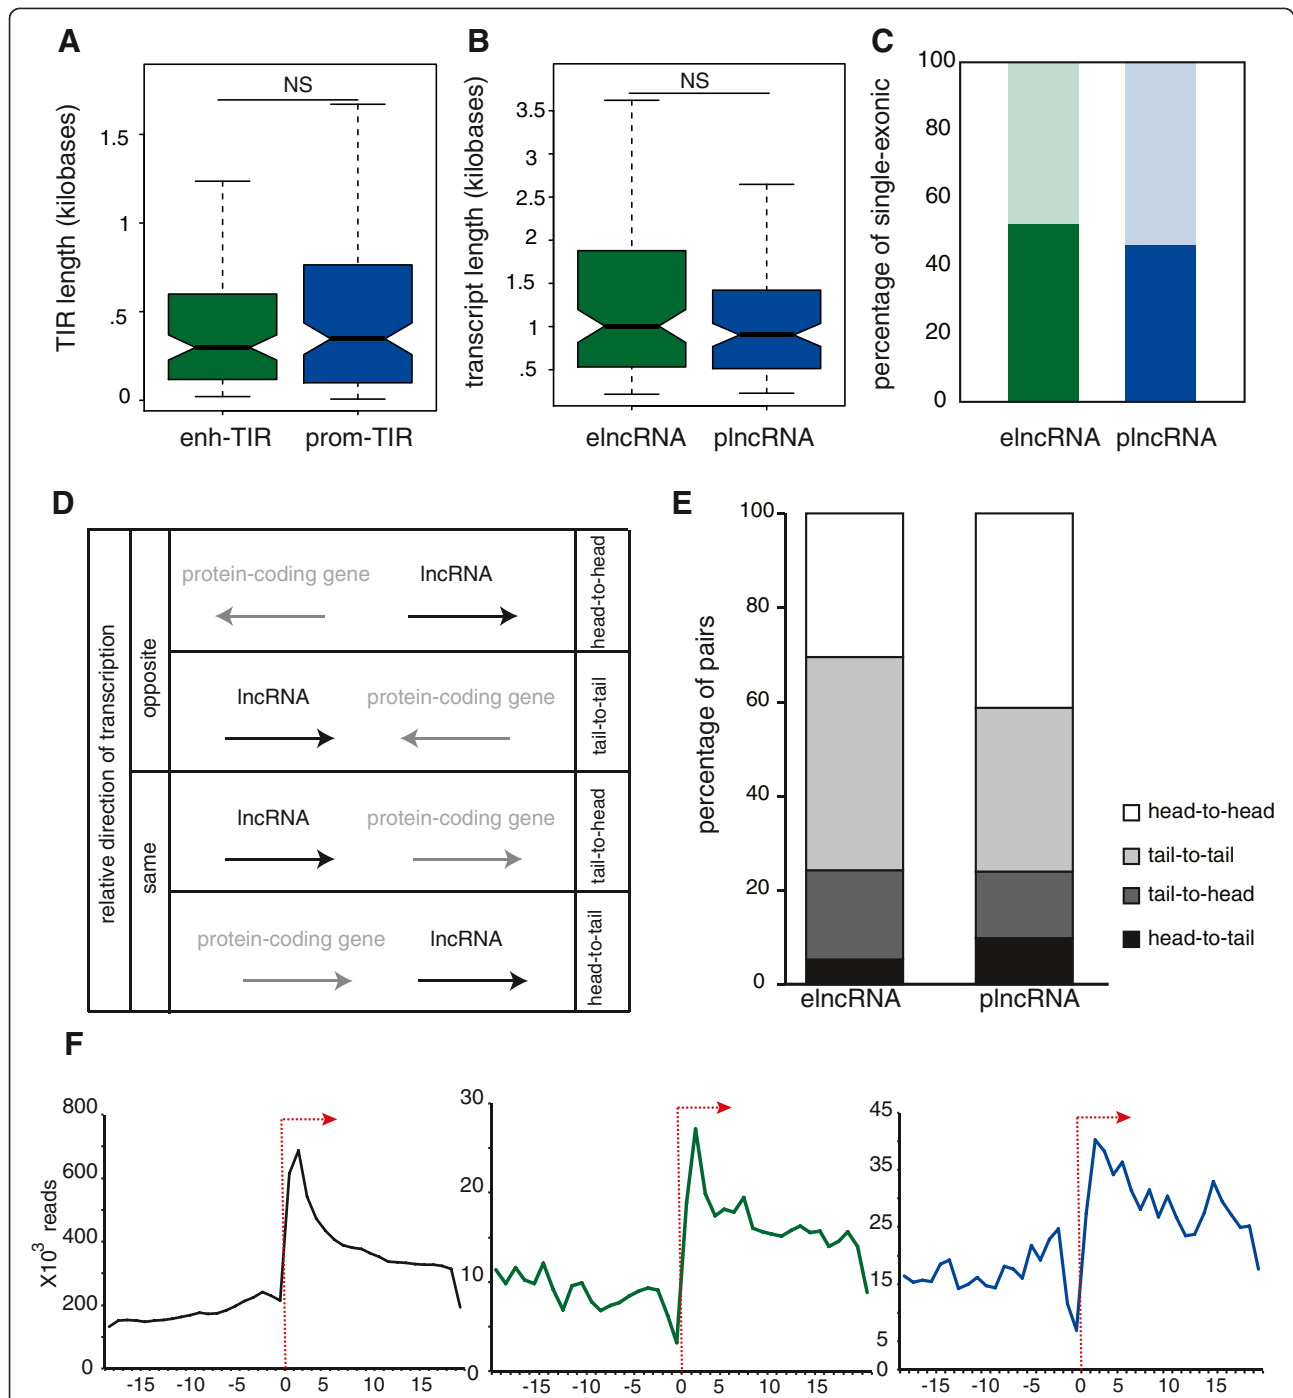 A
NS
TIR length (kilobases)
1.5
1
.5
0
enh-TIR prom-TIR
B
NS
transcript length (kilobases)
3.5
3
2.5
2
1.5
1
.5
elncRNA plncRNA
C
percentage of single-exonic
100
80
60
40
20
0
elncRNA plncRNA
D
relative direction of transcription
opposite
same
protein-coding gene lncRNA
head-to-head
lncRNA protein-coding gene
tail-to-tail
lncRNA protein-coding gene
tail-to-head
protein-coding gene lncRNA
head-to-tail
E
percentage of pairs
100
80
60
40
20
0
elncRNA plncRNA
head-to-head
tail-to-tail
tail-to-head
head-to-tail
F
X10³ reads
800
600
400
200
0
-15 -10 -5 0 5 10 15
30
20
10
0
-15 -10 -5 0 5 10 15
45
35
25
15
5
0
-15 -10 -5 0 5 10 15